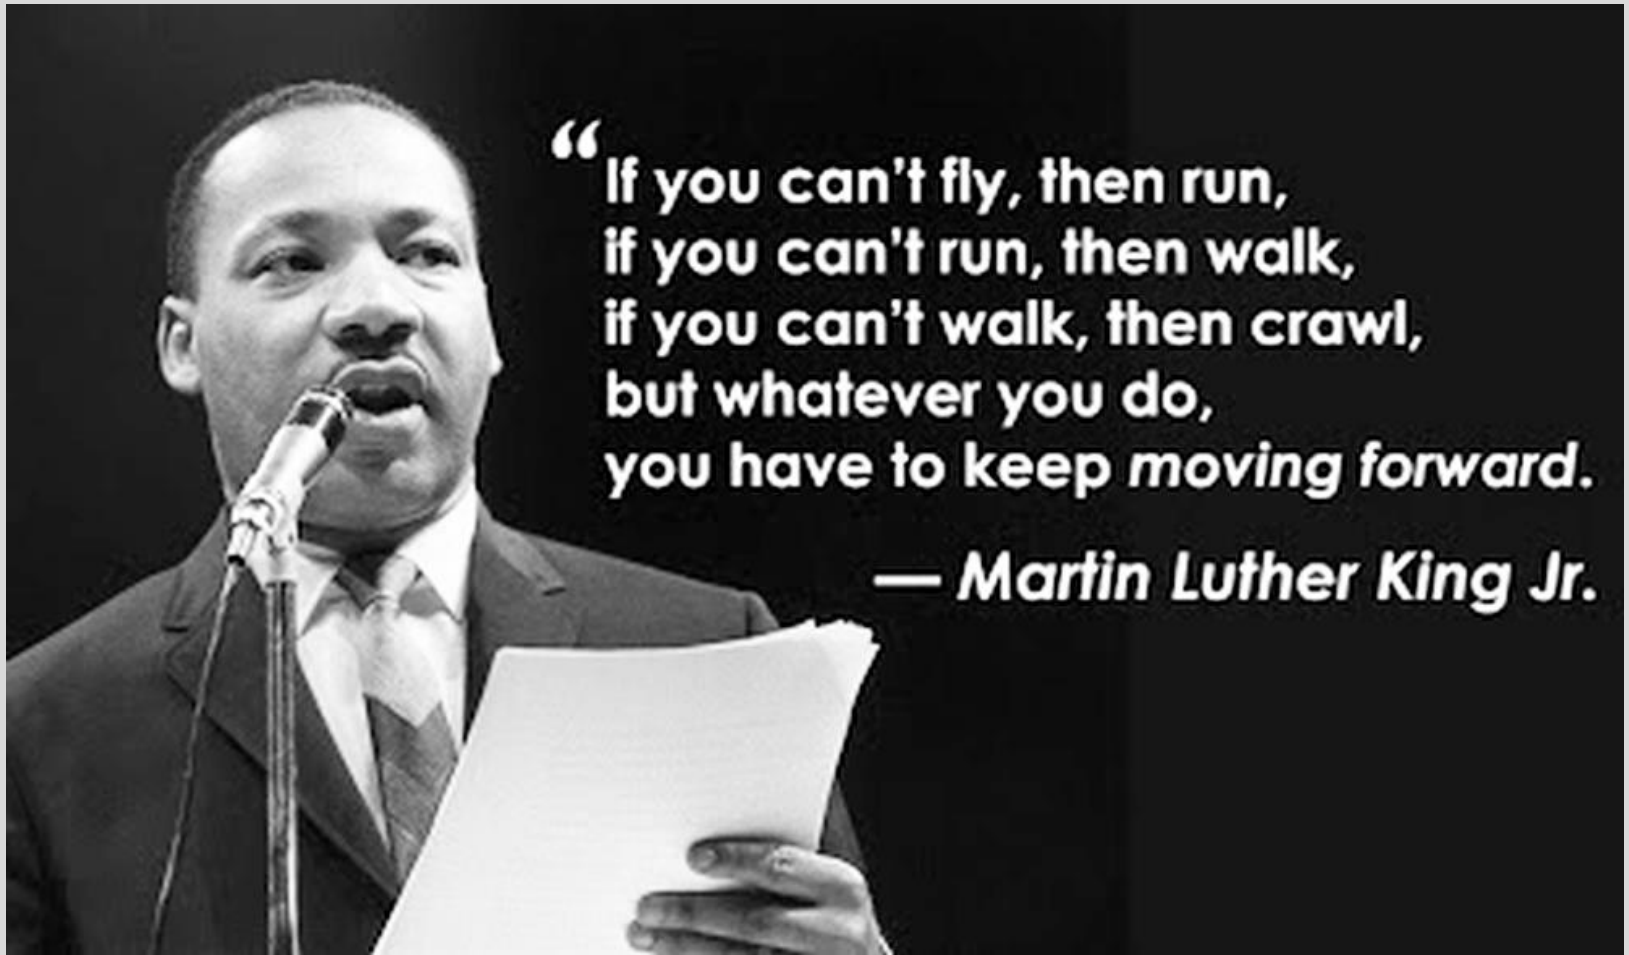 “If you can't fly, then run,
if you can't run, then walk,
if you can't walk, then crawl,
but whatever you do,
you have to keep moving forward.
— Martin Luther King Jr.